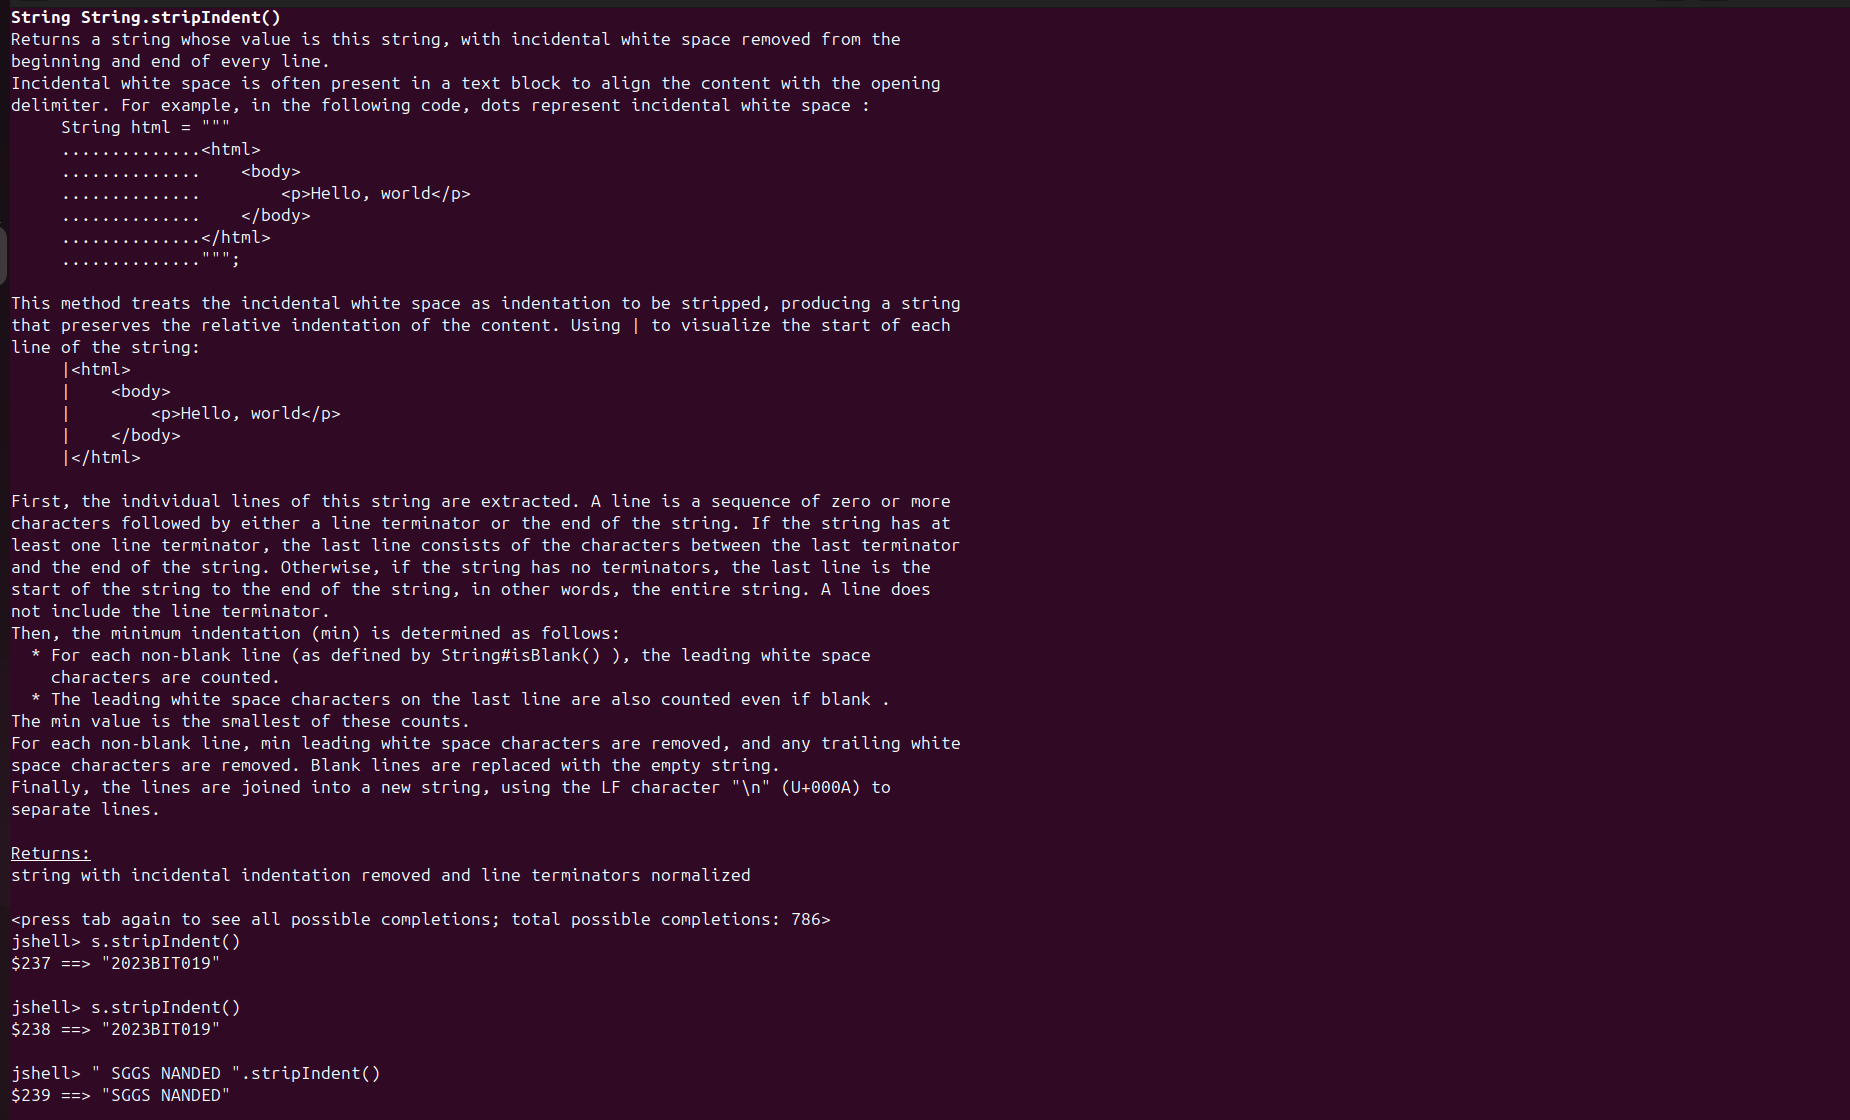 String String.stripIndent()
Returns a string whose value is this string, with incidental white space removed from the
beginning and end of every line.
Incidental white space is often present in a text block to align the content with the opening
delimiter. For example, in the following code, dots represent incidental white space :
     String html = """
     ..............<html>
     ..............    <body>
     ..............        <p>Hello, world</p>
     ..............    </body>
     ..............</html>
     ..............""";

This method treats the incidental white space as indentation to be stripped, producing a string
that preserves the relative indentation of the content. Using | to visualize the start of each
line of the string:
     |<html>
     |    <body>
     |        <p>Hello, world</p>
     |    </body>
     |</html>

First, the individual lines of this string are extracted. A line is a sequence of zero or more
characters followed by either a line terminator or the end of the string. If the string has at
least one line terminator, the last line consists of the characters between the last terminator
and the end of the string. Otherwise, if the string has no terminators, the last line is the
start of the string to the end of the string, in other words, the entire string. A line does
not include the line terminator.
Then, the minimum indentation (min) is determined as follows:
  * For each non-blank line (as defined by String#isBlank() ), the leading white space
    characters are counted.
  * The leading white space characters on the last line are also counted even if blank .
The min value is the smallest of these counts.
For each non-blank line, min leading white space characters are removed, and any trailing white
space characters are removed. Blank lines are replaced with the empty string.
Finally, the lines are joined into a new string, using the LF character "\n" (U+000A) to
separate lines.

Returns:
string with incidental indentation removed and line terminators normalized

<press tab again to see all possible completions; total possible completions: 786>
jshell> s.stripIndent()
$237 ==> "2023BIT019"

jshell> s.stripIndent()
$238 ==> "2023BIT019"

jshell> " SGGS NANDED ".stripIndent()
$239 ==> "SGGS NANDED"